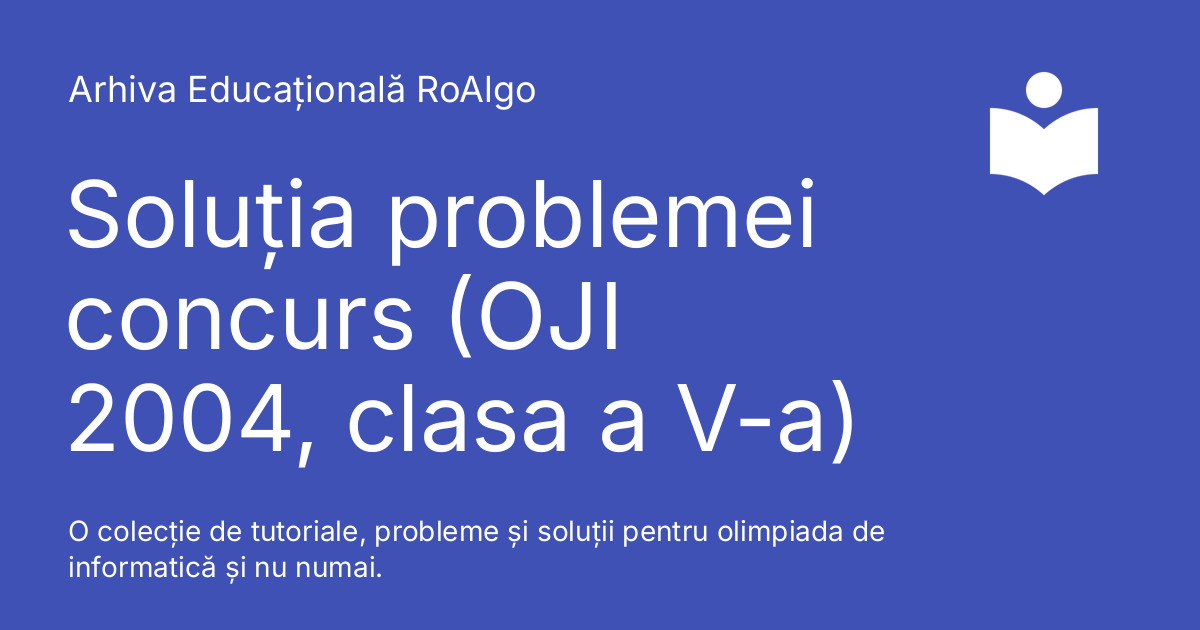 Arhiva Educațională RoAlgo
Soluția problemei
concurs (OJI
2004, clasa a V-a)
O colecție de tutoriale, probleme și soluții pentru olimpiada de
informatică și nu numai.